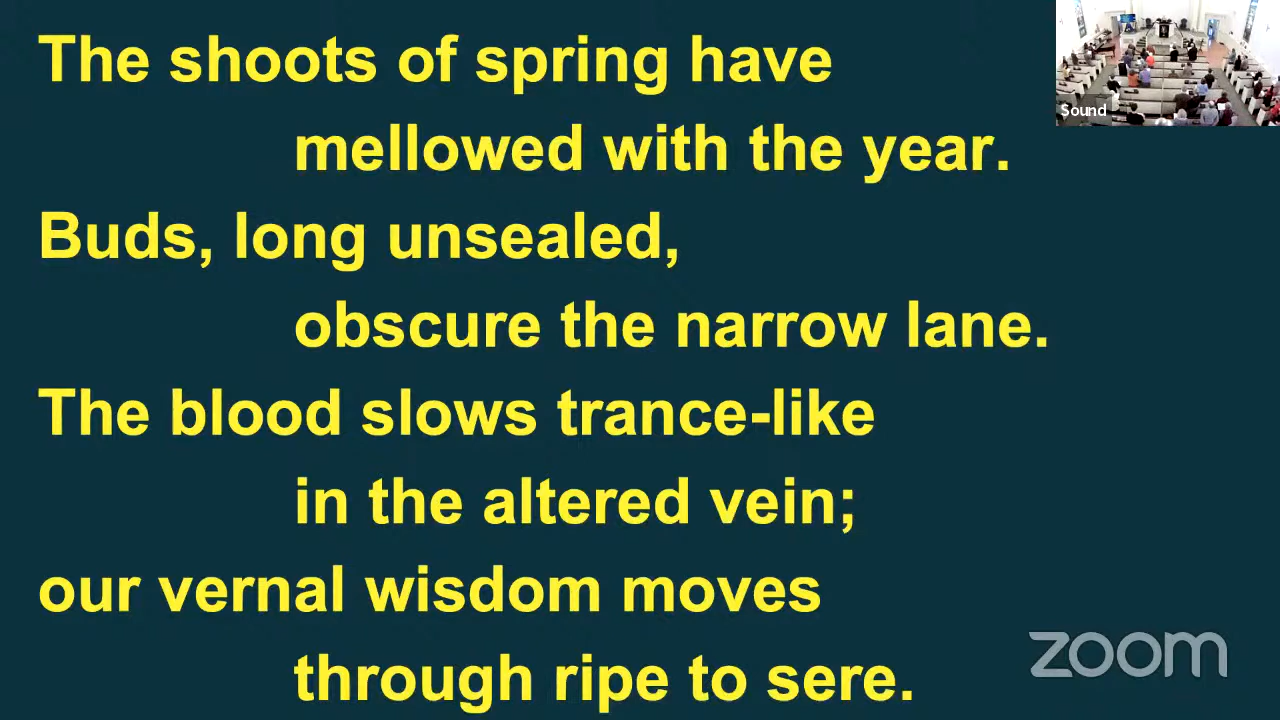 The shoots of spring have
mellowed with the year.
Buds, long unsealed,
obscure the narrow lane.
The blood slows trance-like
in the altered vein;
our vernal wisdom moves
through ripe to sere.
Sound
zoom